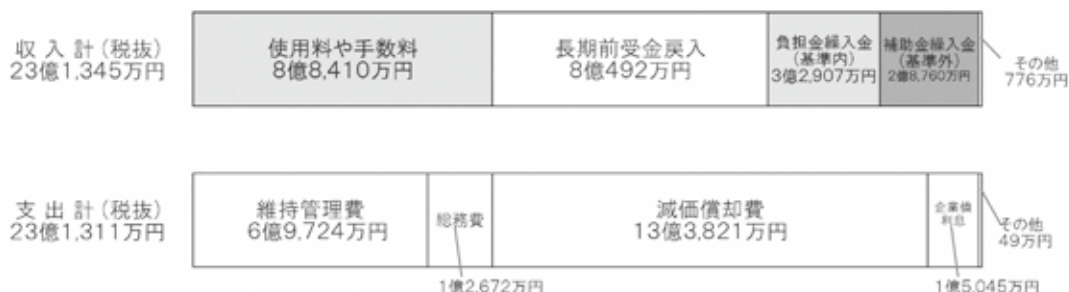 収入計(税抜)
23億1,345万円
使用料や手数料
8億8,410万円
長期前受金戻入
8億492万円
負担金繰入金
(基準内)
3億2,907万円
補助金繰入金
(基準外)
2億8,760万円
その他
776万円
支出計(税抜)
23億1,311万円
維持管理費
6億9,724万円
総務費
1億2,672万円
減価償却費
13億3,821万円
企業債
利息
1億5,045万円
その他
49万円